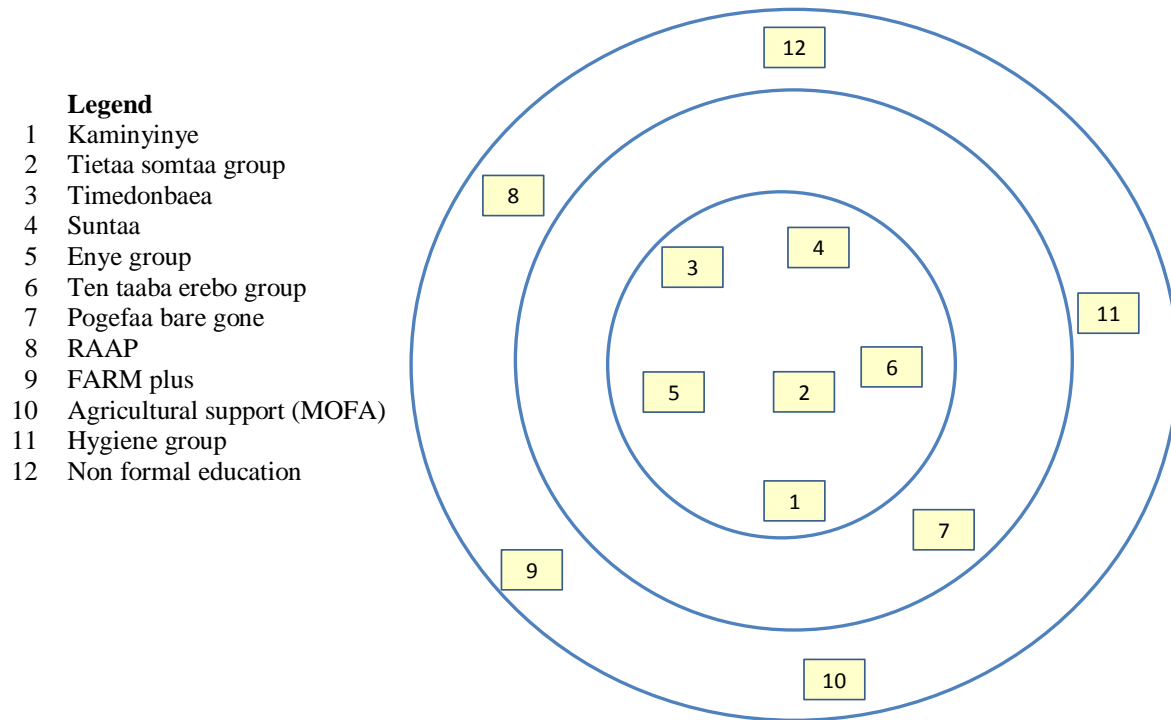 Legend
1 Kaminyinye
2 Tietaa somtaa group
3 Timedonbaea
4 Suntaa
5 Enye group
6 Ten taaba erebo group
7 Pogefaa bare gone
8 RAAP
9 FARM plus
10 Agricultural support (MOFA)
11 Hygiene group
12 Non formal education
12
8
4
3
11
6
5
2
1
7
9
10